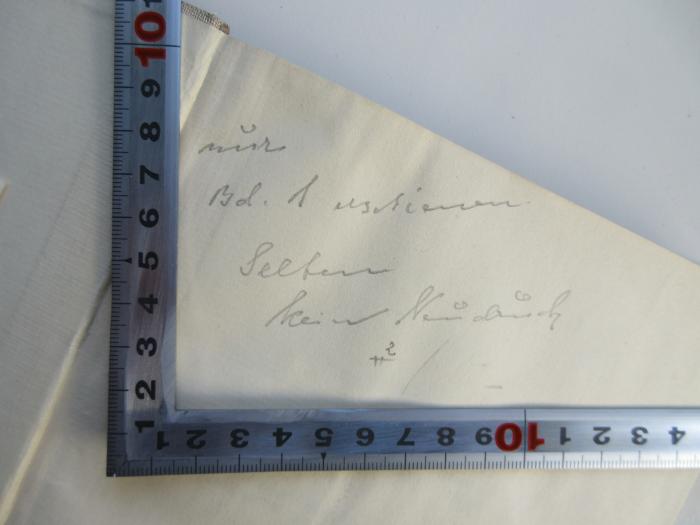 nur
Bd. 1 erschienen
Selten
kein Neudruck